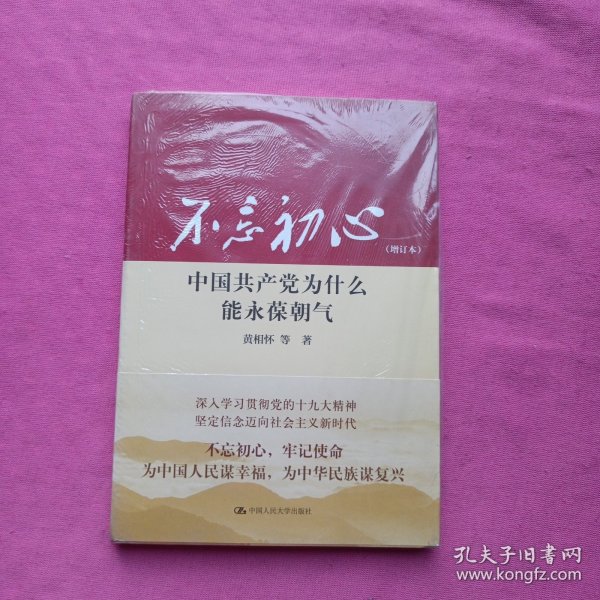 不忘初心
（增订本）
中国共产党为什么
能永葆朝气
黄相怀 等 著
深入学习贯彻党的十九大精神
坚定信念迈向社会主义新时代
不忘初心，牢记使命
为中国人民谋幸福，为中华民族谋复兴
中国人民大学出版社
孔夫子旧书网
www.kongfz.com